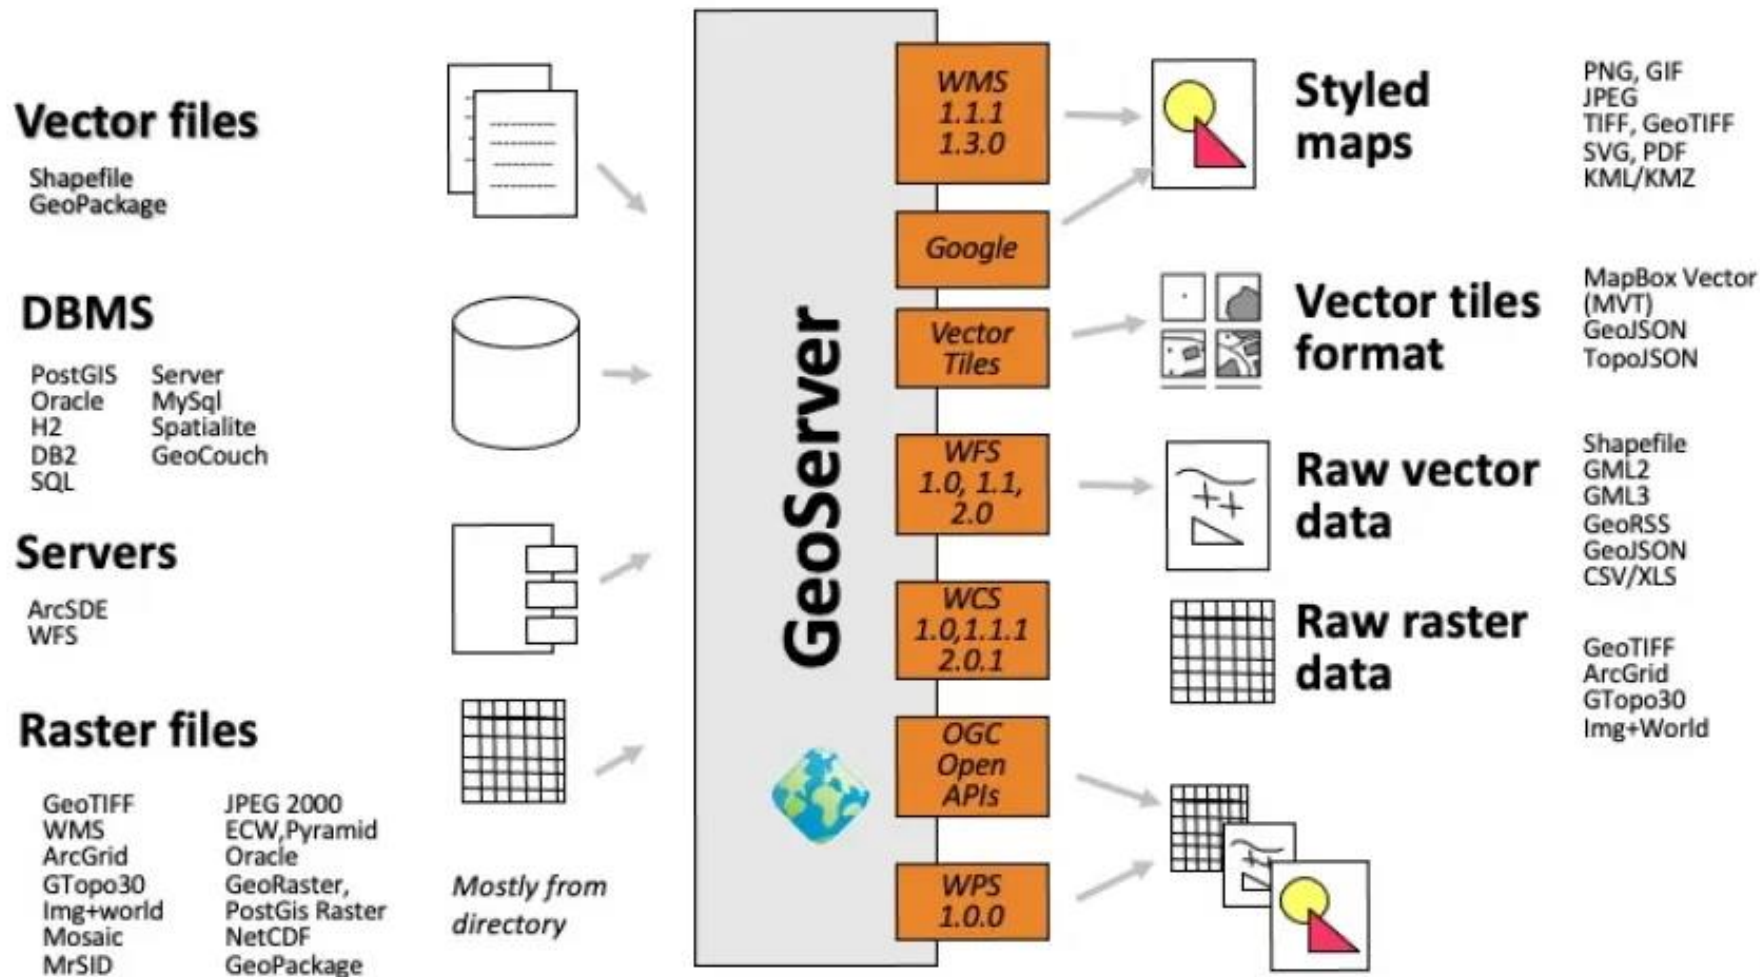 Vector files
Shapefile
GeoPackage
DBMS
PostGIS
Oracle
H2
DB2
SQL
Server
MySql
Spatialite
GeoCouch
Servers
ArcSDE
WFS
Raster files
GeoTIFF
WMS
ArcGrid
GTopo30
Img+world
Mosaic
MrSID
JPEG 2000
ECW,Pyramid
Oracle
GeoRaster,
PostGis Raster
NetCDF
GeoPackage
Mostly from
directory
GeoServer
WMS
1.1.1
1.3.0
Google
Vector
Tiles
WFS
1.0, 1.1,
2.0
WCS
1.0,1.1.1
2.0.1
OGC
Open
APIs
WPS
1.0.0
Styled
maps
PNG, GIF
JPEG
TIFF, GeoTIFF
SVG, PDF
KML/KMZ
Vector tiles
format
MapBox Vector
(MVT)
GeoJSON
TopoJSON
Raw vector
data
Shapefile
GML2
GML3
GeoRSS
GeoJSON
CSV/XLS
Raw raster
data
GeoTIFF
ArcGrid
GTopo30
Img+World